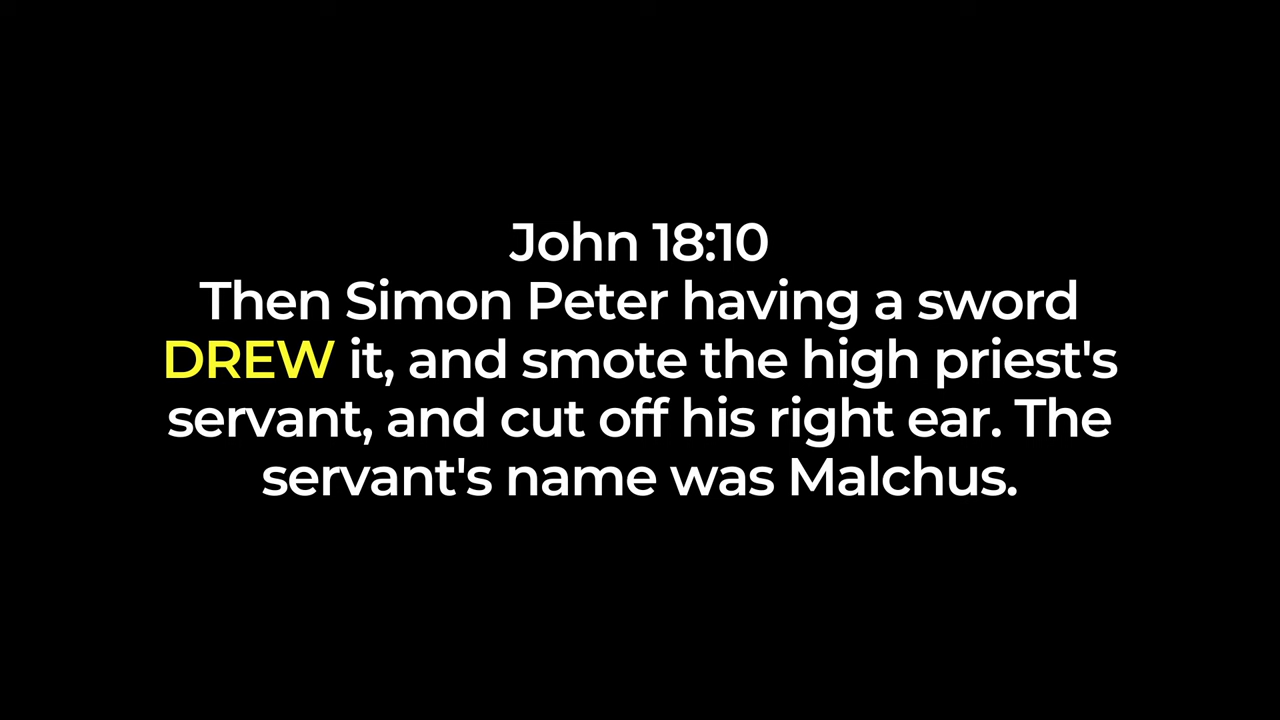 John 18:10
Then Simon Peter having a sword
DREW it, and smote the high priest's
servant, and cut off his right ear. The
servant's name was Malchus.